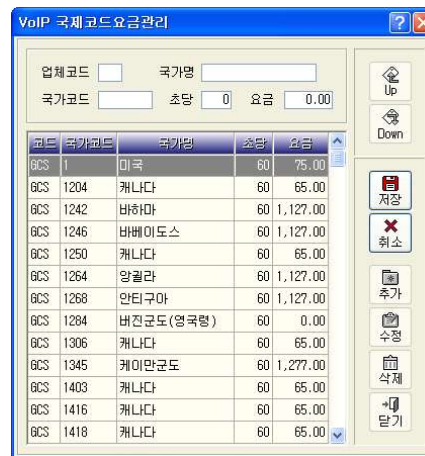 VoIP 국제코드요금관리
업체코드 국가명
국가코드 초당 0 요금 0.00
코드 국가코드 국가명 초당 요금
GCS 1 미국 60 75.00
GCS 1204 캐나다 60 65.00
GCS 1242 바하마 60 1,127.00
GCS 1246 바베이도스 60 1,127.00
GCS 1250 캐나다 60 65.00
GCS 1264 앙귈라 60 1,127.00
GCS 1268 안티구아 60 1,127.00
GCS 1284 버진군도(영국령) 60 0.00
GCS 1306 캐나다 60 65.00
GCS 1345 케이만군도 60 1,277.00
GCS 1403 캐나다 60 65.00
GCS 1416 캐나다 60 65.00
GCS 1418 캐나다 60 65.00
Up
Down
저장
취소
추가
수정
삭제
닫기